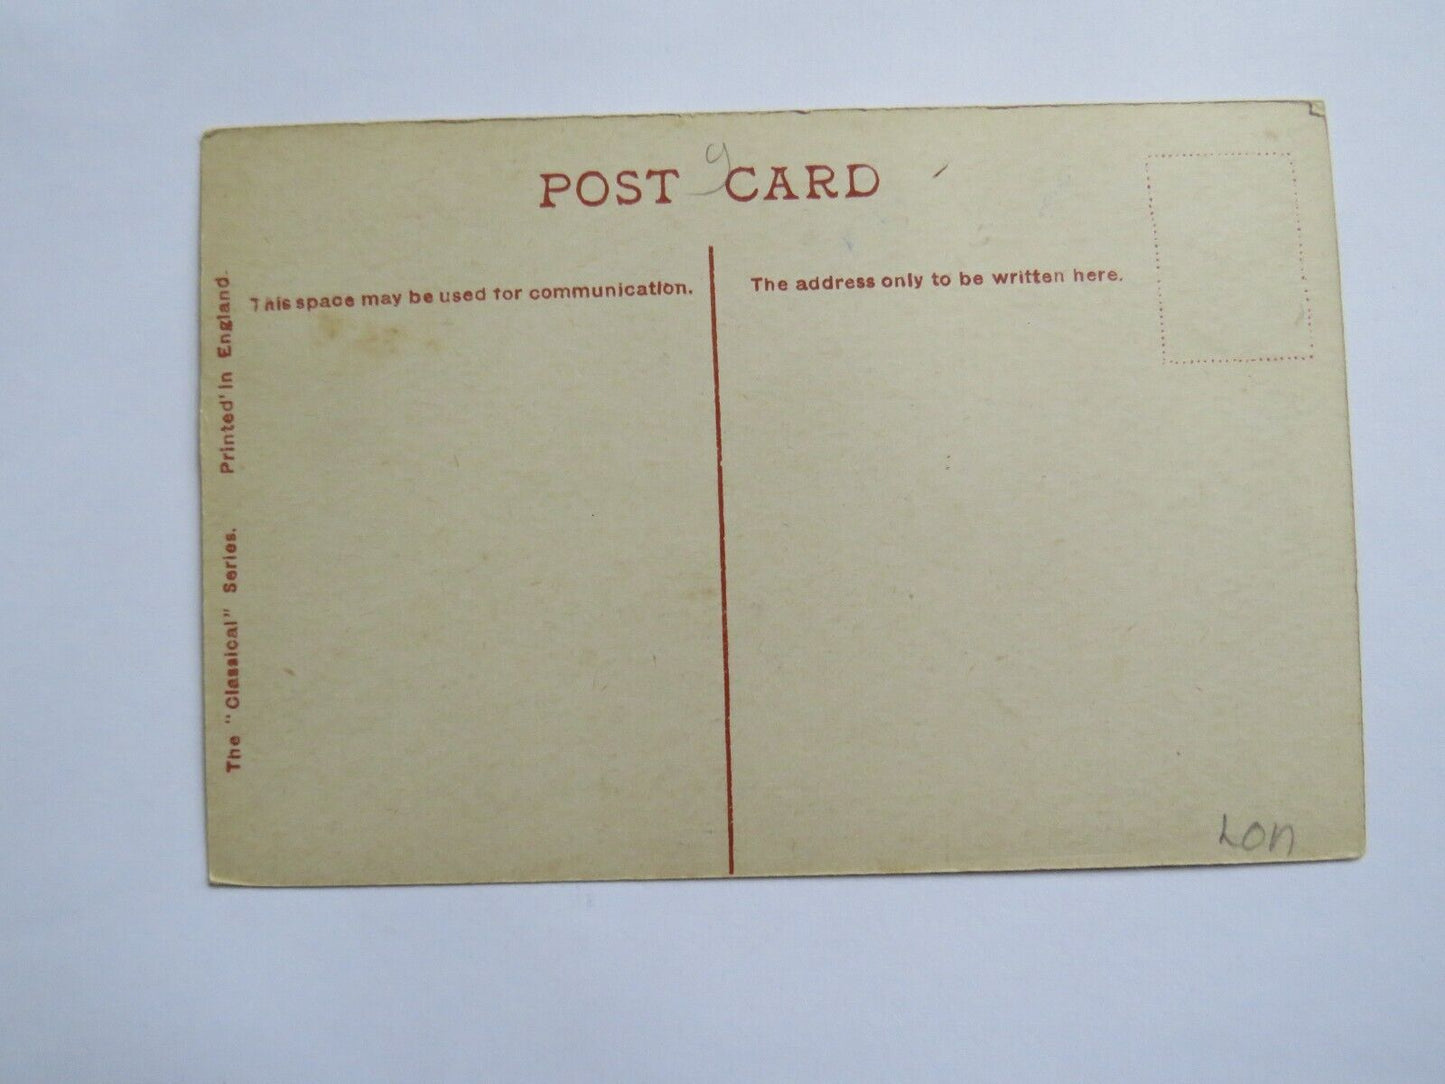 POST CARD
9
This space may be used for communication.
The address only to be written here.
The "Classical" Series. Printed in England.
LON